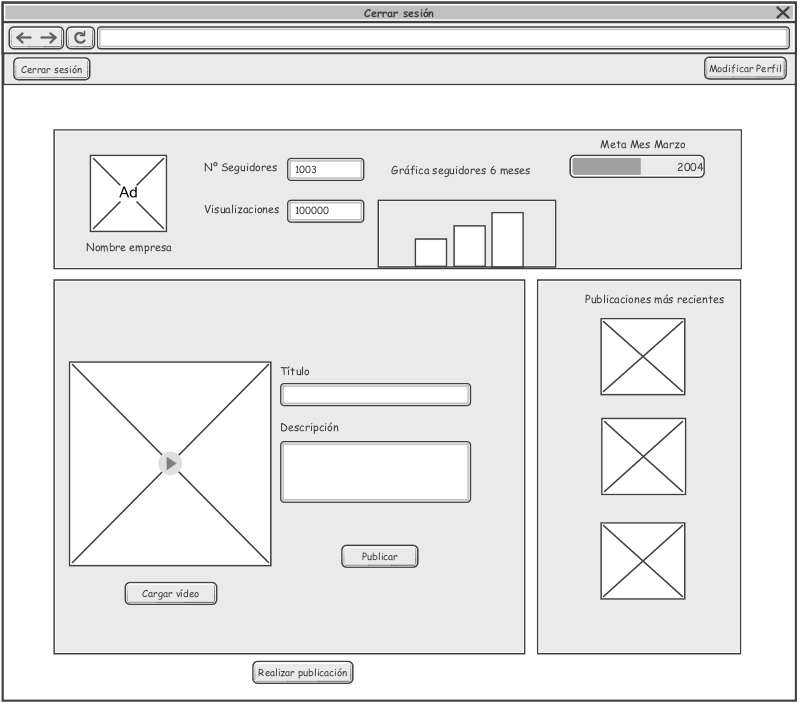 Cerrar sesión
Cerrar sesión
Modificar Perfil
Ad
Nombre empresa
Nº Seguidores
1003
Visualizaciones
100000
Gráfica seguidores 6 meses
Meta Mes Marzo
2004
Título
Descripción
Publicar
Cargar vídeo
Publicaciones más recientes
Realizar publicación